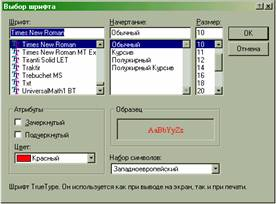 Выбор шрифта
Шрифт:
Times New Roman
Times New Roman
Times New Roman MT Ex
Tiranti Solid LET
Traktir
Trebuchet MS
Txt
UniversalMath1 BT
Начертание:
Обычный
Обычный
Курсив
Полужирный
Полужирный Курсив
Размер:
10
10
11
12
14
16
18
20
OK
Отмена
Атрибуты
Зачеркнутый
Подчеркнутый
Цвет:
Красный
Образец
AaBbYyZz
Набор символов:
Западноевропейский
Шрифт TrueType. Он используется как при выводе на экран, так и при печати.